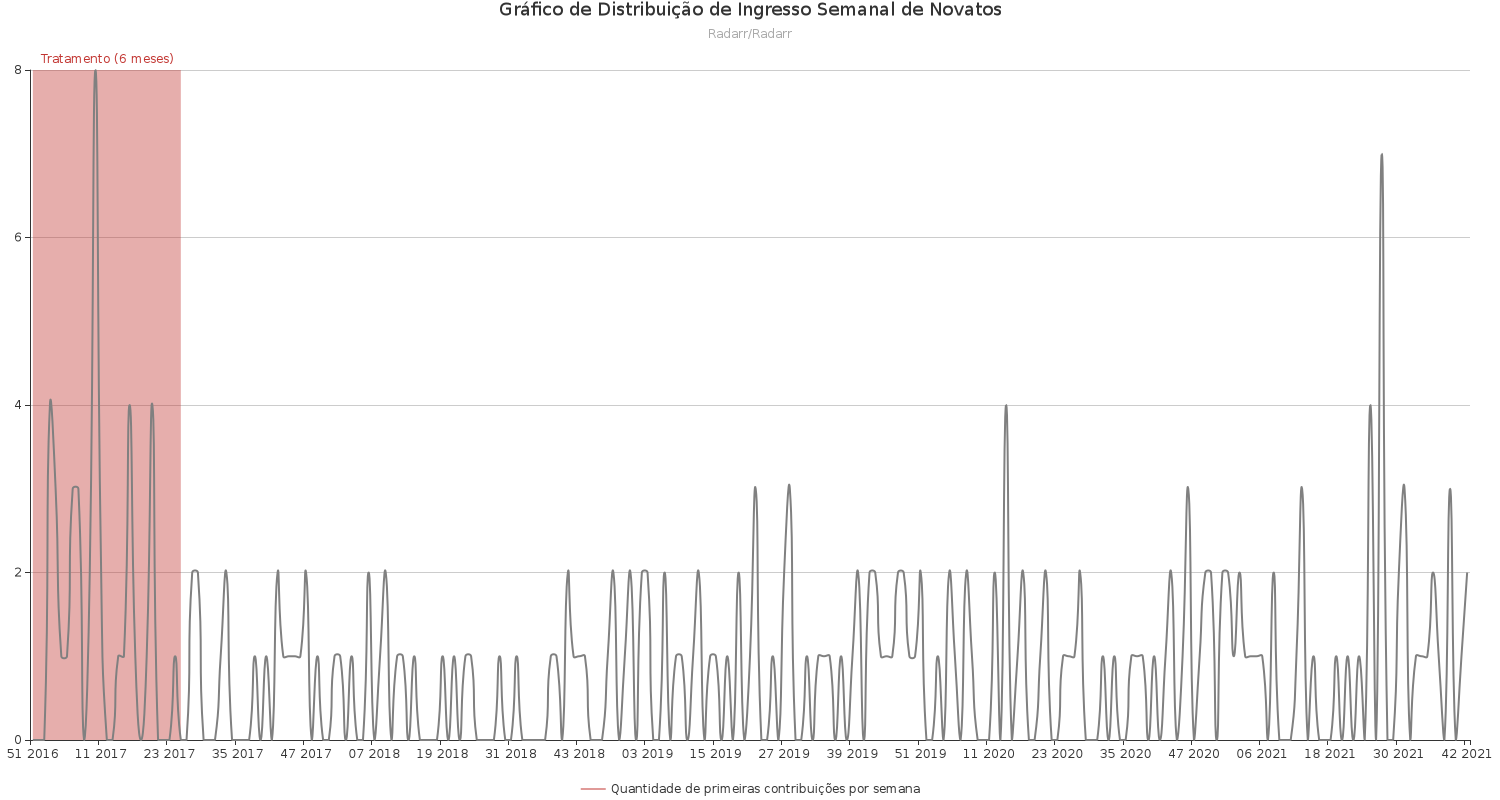 Gráfico de Distribuição de Ingresso Semanal de Novatos
Radarr/Radarr
Tratamento (6 meses)
8
6
4
2
0
51 2016 11 2017 23 2017 35 2017 47 2017 07 2018 19 2018 31 2018 43 2018 03 2019 15 2019 27 2019 39 2019 51 2019 11 2020 23 2020 35 2020 47 2020 06 2021 18 2021 30 2021 42 2021
Quantidade de primeiras contribuições por semana